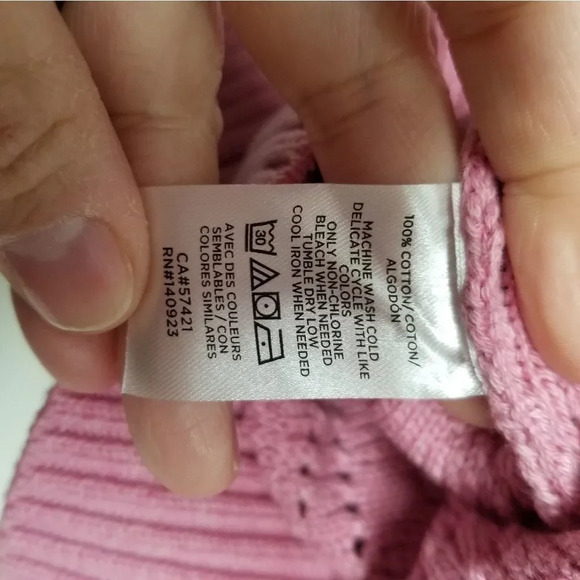 100% COTTON/COTON/
ALGODÓN
MACHINE WASH COLD
DELICATE CYCLE WITH LIKE
COLORS
ONLY NON-CHLORINE
BLEACH WHEN NEEDED
TUMBLE DRY LOW
COOL IRON WHEN NEEDED
30
AVEC DES COULEURS
SEMBLABLES / CON
COLORES SIMILARES
CA#57421
RN#140923